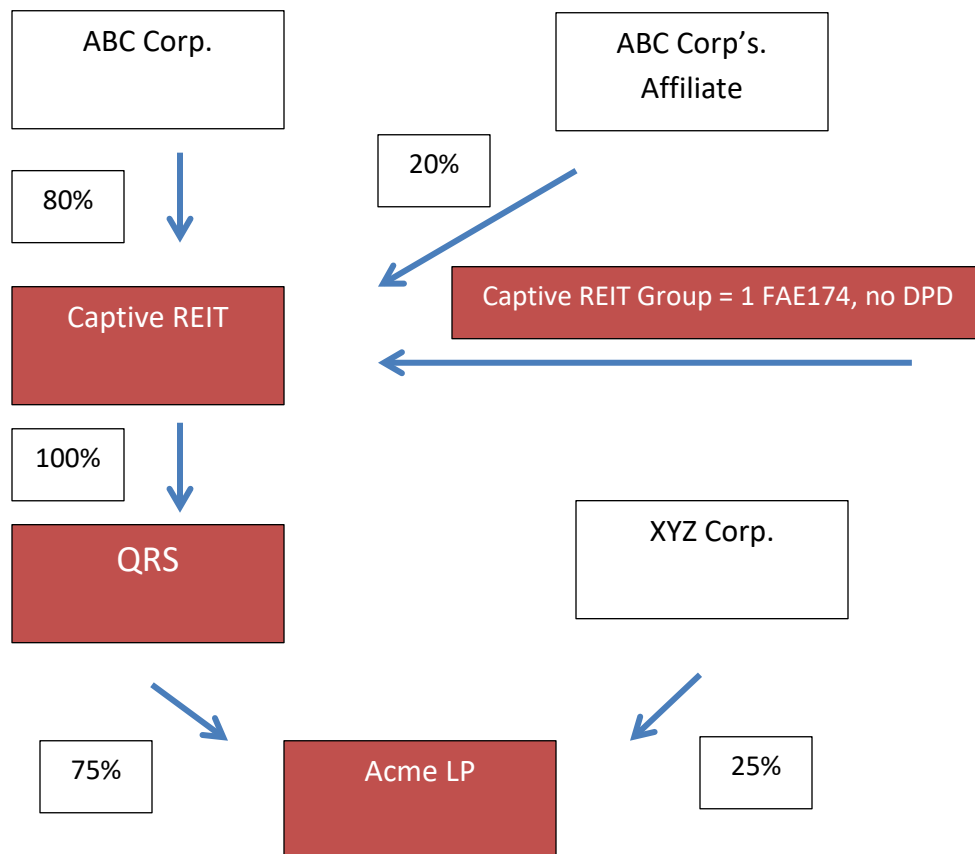 ABC Corp.
ABC Corp’s.
Affiliate
80%
20%
Captive REIT
Captive REIT Group = 1 FAE174, no DPD
100%
QRS
XYZ Corp.
75%
Acme LP
25%